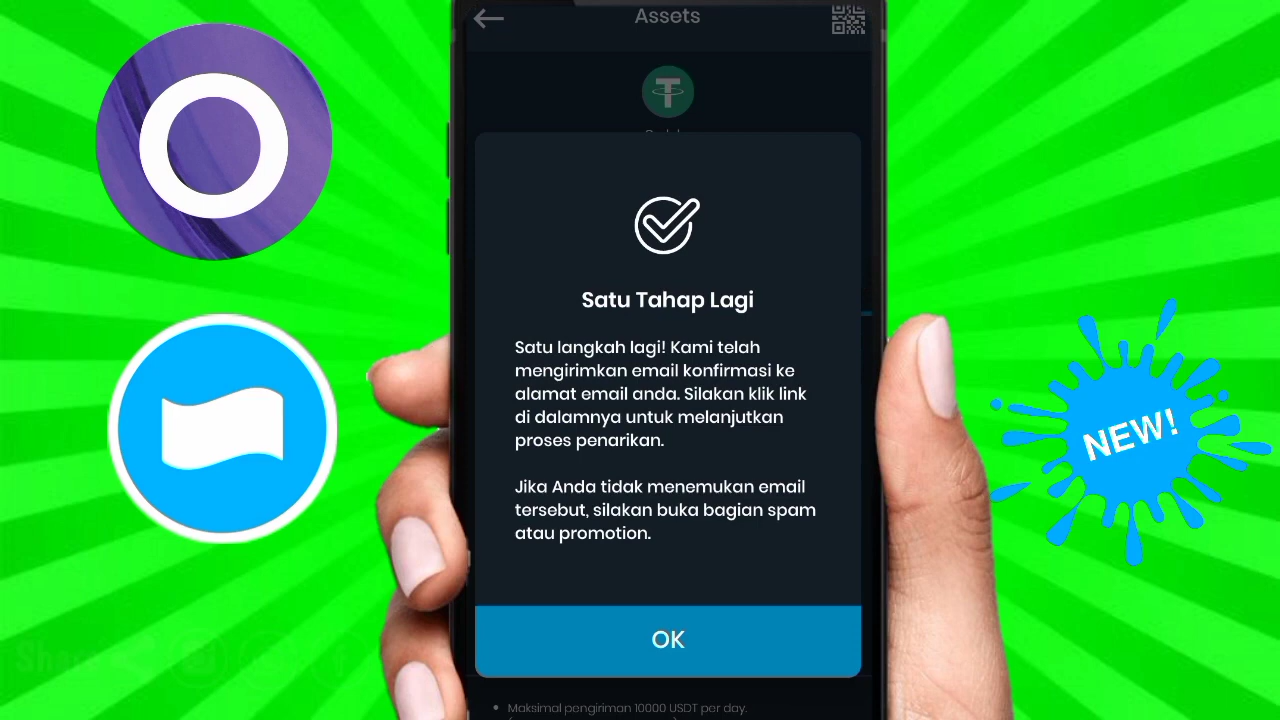 Assets
Satu Tahap Lagi
Satu langkah lagi! Kami telah
mengirimkan email konfirmasi ke
alamat email anda. Silakan klik link
di dalamnya untuk melanjutkan
proses penarikan.
Jika Anda tidak menemukan email
tersebut, silakan buka bagian spam
atau promotion.
OK
NEW!
Share
Maksimal pengiriman 10000 USDT per day.